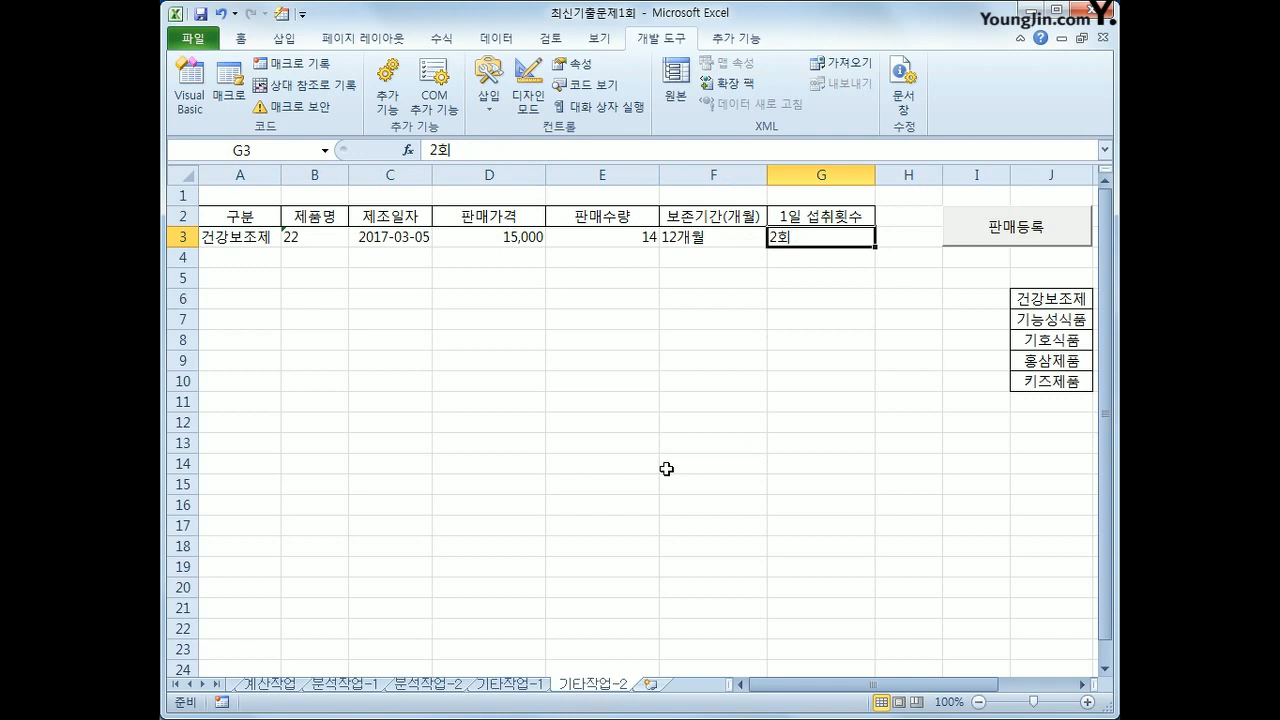 최신기출문제1회 - Microsoft Excel
YoungJin.com Y.
파일 홈 삽입 페이지 레이아웃 수식 데이터 검토 보기 개발 도구 추가 기능
Visual Basic
매크로
매크로 기록
상대 참조로 기록
매크로 보안
코드
추가 기능
COM 추가 기능
추가 기능
삽입
디자인 모드
속성
코드 보기
대화 상자 실행
컨트롤
원본
맵 속성
확장 팩
데이터 새로 고침
가져오기
내보내기
XML
문서 창
수정
G3 fx 2회
A B C D E F G H I J
1
2 구분 제품명 제조일자 판매가격 판매수량 보존기간(개월) 1일 섭취횟수
판매등록
3 건강보조제 22 2017-03-05 15,000 14 12개월 2회
4
5
6 건강보조제
7 기능성식품
8 기호식품
9 홍삼제품
10 키즈제품
11
12
13
14
15
16
17
18
19
20
21
22
23
24
계산작업 분석작업-1 분석작업-2 기타작업-1 기타작업-2
준비 100%